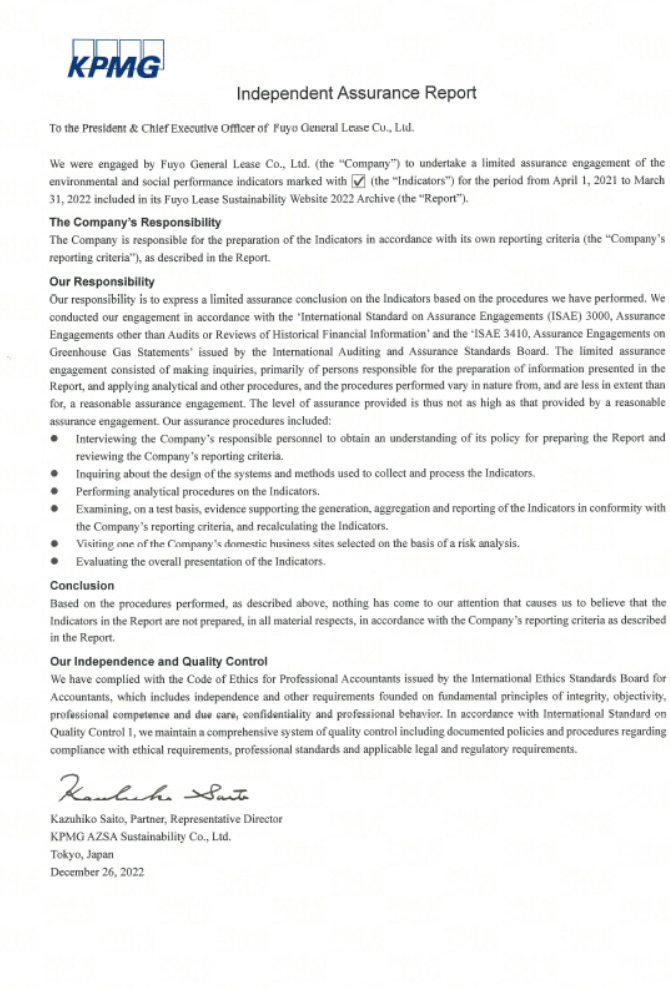 KPMG
Independent Assurance Report
To the President & Chief Executive Officer of Fuyo General Lease Co., Ltd.
We were engaged by Fuyo General Lease Co., Ltd. (the “Company”) to undertake a limited assurance engagement of the
environmental and social performance indicators marked with ☑ (the “Indicators”) for the period from April 1, 2021 to March
31, 2022 included in its Fuyo Lease Sustainability Website 2022 Archive (the “Report”).
The Company’s Responsibility
The Company is responsible for the preparation of the Indicators in accordance with its own reporting criteria (the “Company’s
reporting criteria”), as described in the Report.
Our Responsibility
Our responsibility is to express a limited assurance conclusion on the Indicators based on the procedures we have performed. We
conducted our engagement in accordance with the ‘International Standard on Assurance Engagements (ISAE) 3000, Assurance
Engagements other than Audits or Reviews of Historical Financial Information’ and the ‘ISAE 3410, Assurance Engagements on
Greenhouse Gas Statements’ issued by the International Auditing and Assurance Standards Board. The limited assurance
engagement consisted of making inquiries, primarily of persons responsible for the preparation of information presented in the
Report, and applying analytical and other procedures, and the procedures performed vary in nature from, and are less in extent than
for, a reasonable assurance engagement. The level of assurance provided is thus not as high as that provided by a reasonable
assurance engagement. Our assurance procedures included:
● Interviewing the Company’s responsible personnel to obtain an understanding of its policy for preparing the Report and
reviewing the Company’s reporting criteria.
● Inquiring about the design of the systems and methods used to collect and process the Indicators.
● Performing analytical procedures on the Indicators.
● Examining, on a test basis, evidence supporting the generation, aggregation and reporting of the Indicators in conformity with
the Company’s reporting criteria, and recalculating the Indicators.
● Visiting one of the Company’s domestic business sites selected on the basis of a risk analysis.
● Evaluating the overall presentation of the Indicators.
Conclusion
Based on the procedures performed, as described above, nothing has come to our attention that causes us to believe that the
Indicators in the Report are not prepared, in all material respects, in accordance with the Company’s reporting criteria as described
in the Report.
Our Independence and Quality Control
We have complied with the Code of Ethics for Professional Accountants issued by the International Ethics Standards Board for
Accountants, which includes independence and other requirements founded on fundamental principles of integrity, objectivity,
professional competence and due care, confidentiality and professional behavior. In accordance with International Standard on
Quality Control 1, we maintain a comprehensive system of quality control including documented policies and procedures regarding
compliance with ethical requirements, professional standards and applicable legal and regulatory requirements.
Kazuhiko Saito
Kazuhiko Saito, Partner, Representative Director
KPMG AZSA Sustainability Co., Ltd.
Tokyo, Japan
December 26, 2022